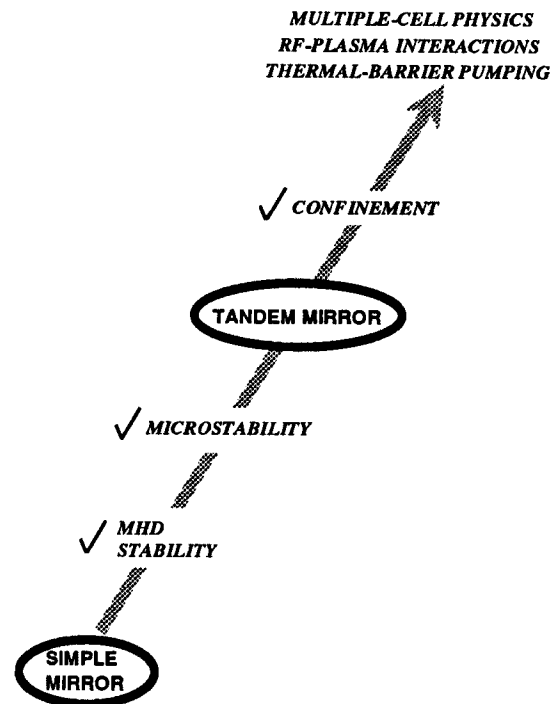 MULTIPLE-CELL PHYSICS
RF-PLASMA INTERACTIONS
THERMAL-BARRIER PUMPING
✓ CONFINEMENT
TANDEM MIRROR
✓ MICROSTABILITY
✓ MHD
STABILITY
SIMPLE
MIRROR